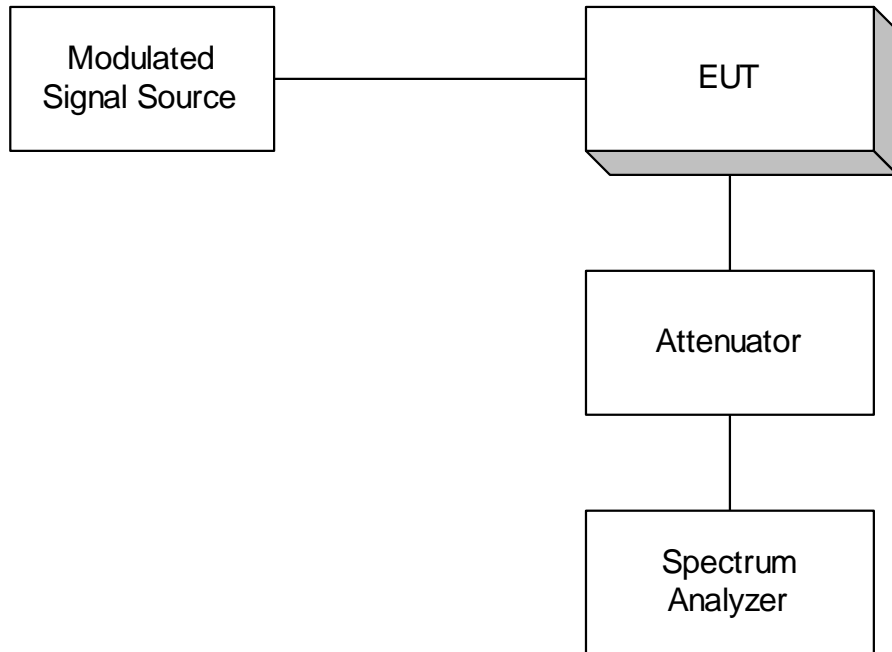 Modulated
Signal Source
EUT
Attenuator
Spectrum
Analyzer